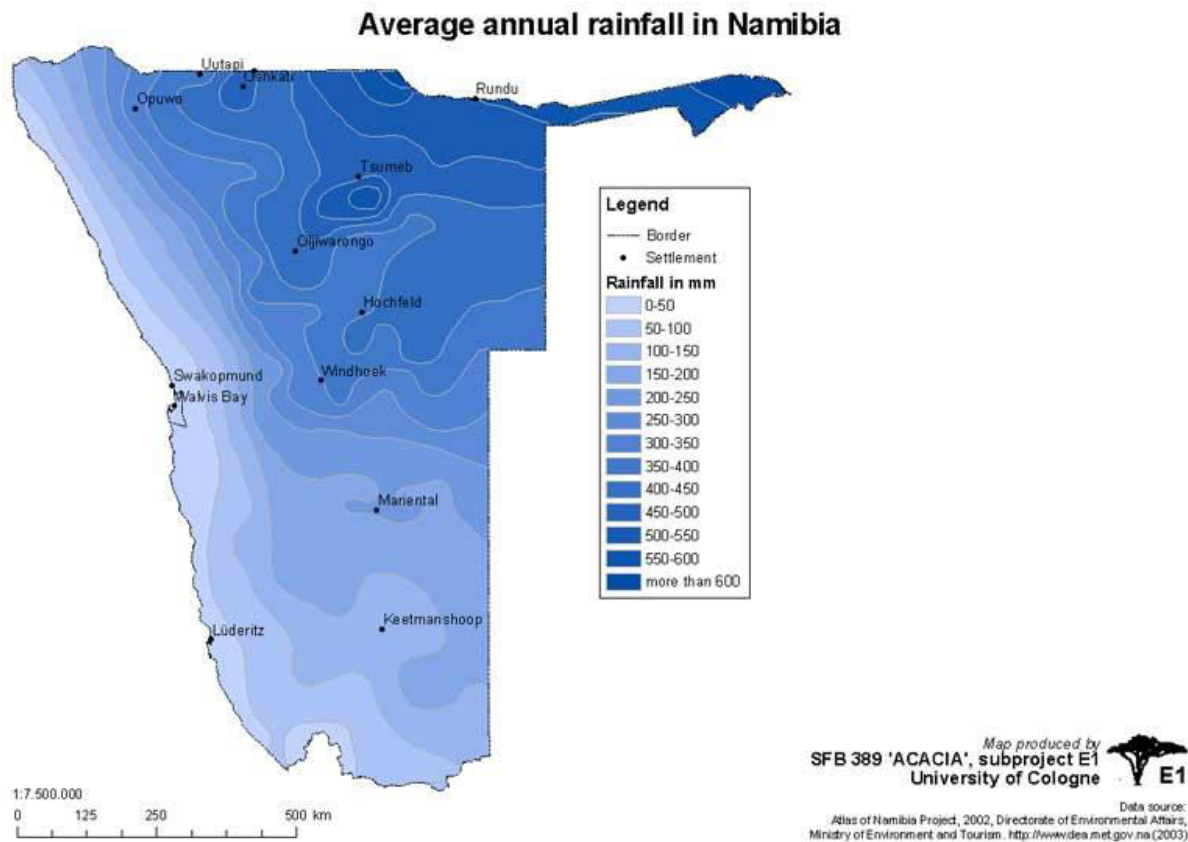 Average annual rainfall in Namibia
Uutapi
Oshkati
Opuwo
Rundu
Tsumeb
Otjiwarongo
Hochfeld
Windhoek
Swakopmund
Walvis Bay
Mariental
Keetmanshoop
Lüderitz
Legend
Border
Settlement
Rainfall in mm
0-50
50-100
100-150
150-200
200-250
250-300
300-350
350-400
400-450
450-500
500-550
550-600
more than 600
1:7.500.000
0 125 250 500 km
Map produced by
SFB 389 'ACACIA', subproject E1
University of Cologne
E1
Data source:
Atlas of Namibia Project, 2002, Directorate of Environmental Affairs,
Ministry of Environment and Tourism. http://www.dea.met.gov.na (2003)